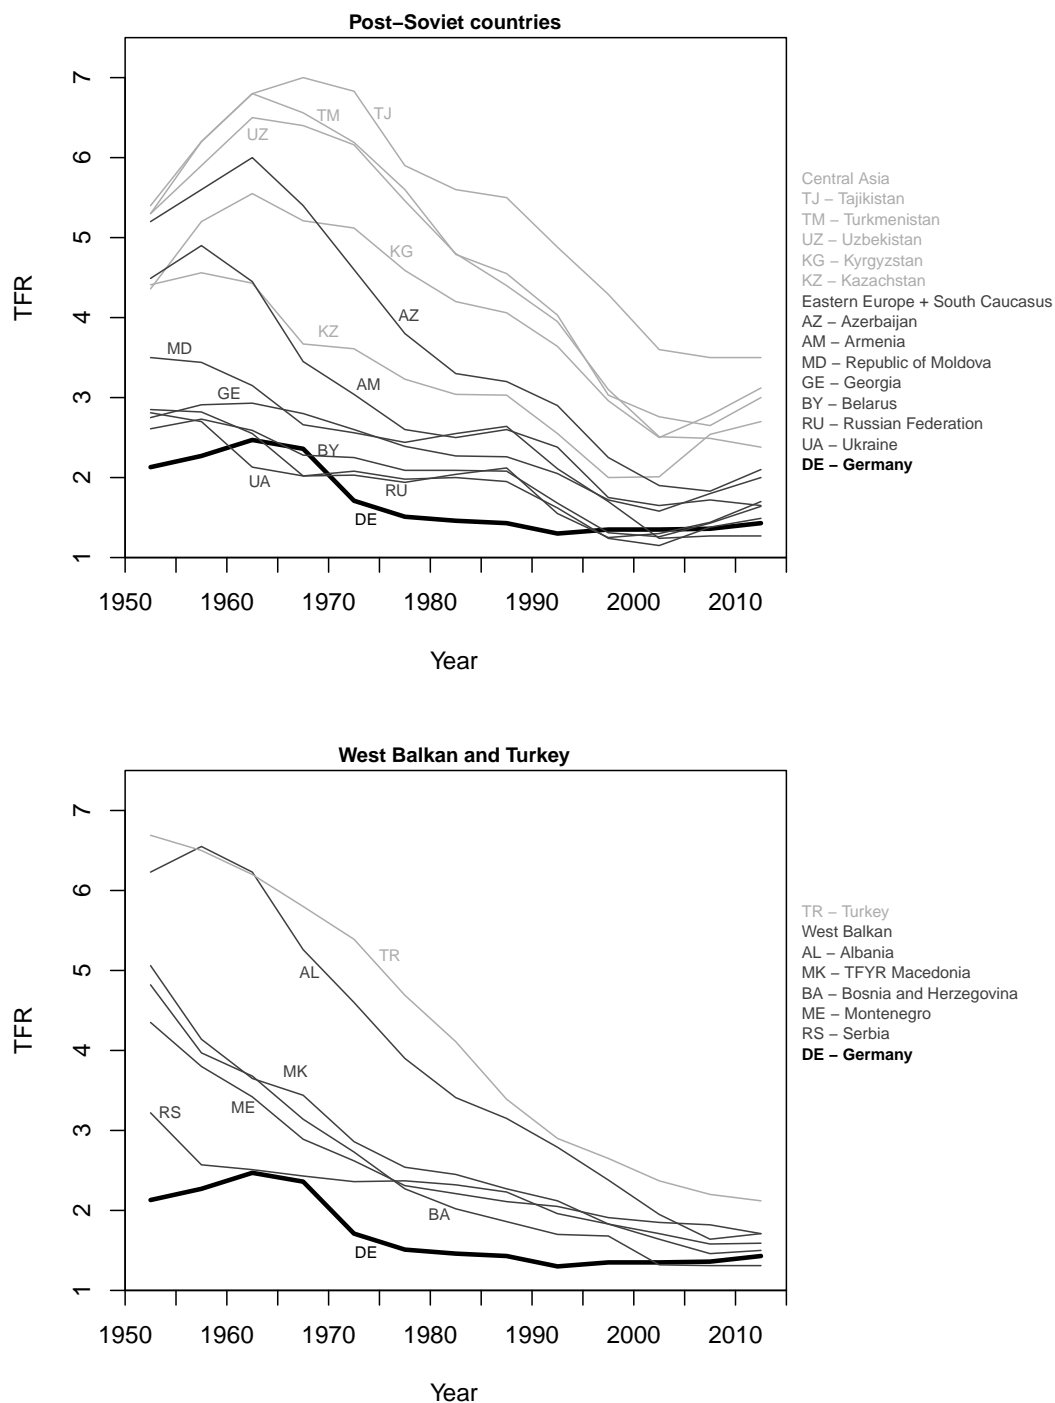 Post−Soviet countries
TFR
7
6
5
4
3
2
1
TJ
TM
UZ
KG
AZ
KZ
MD
AM
GE
BY
UA
RU
DE
1950 1960 1970 1980 1990 2000 2010
Year
Central Asia
TJ − Tajikistan
TM − Turkmenistan
UZ − Uzbekistan
KG − Kyrgyzstan
KZ − Kazachstan
Eastern Europe + South Caucasus
AZ − Azerbaijan
AM − Armenia
MD − Republic of Moldova
GE − Georgia
BY − Belarus
RU − Russian Federation
UA − Ukraine
DE − Germany
West Balkan and Turkey
TFR
7
6
5
4
3
2
1
TR
AL
MK
ME
RS
BA
DE
1950 1960 1970 1980 1990 2000 2010
Year
TR − Turkey
West Balkan
AL − Albania
MK − TFYR Macedonia
BA − Bosnia and Herzegovina
ME − Montenegro
RS − Serbia
DE − Germany